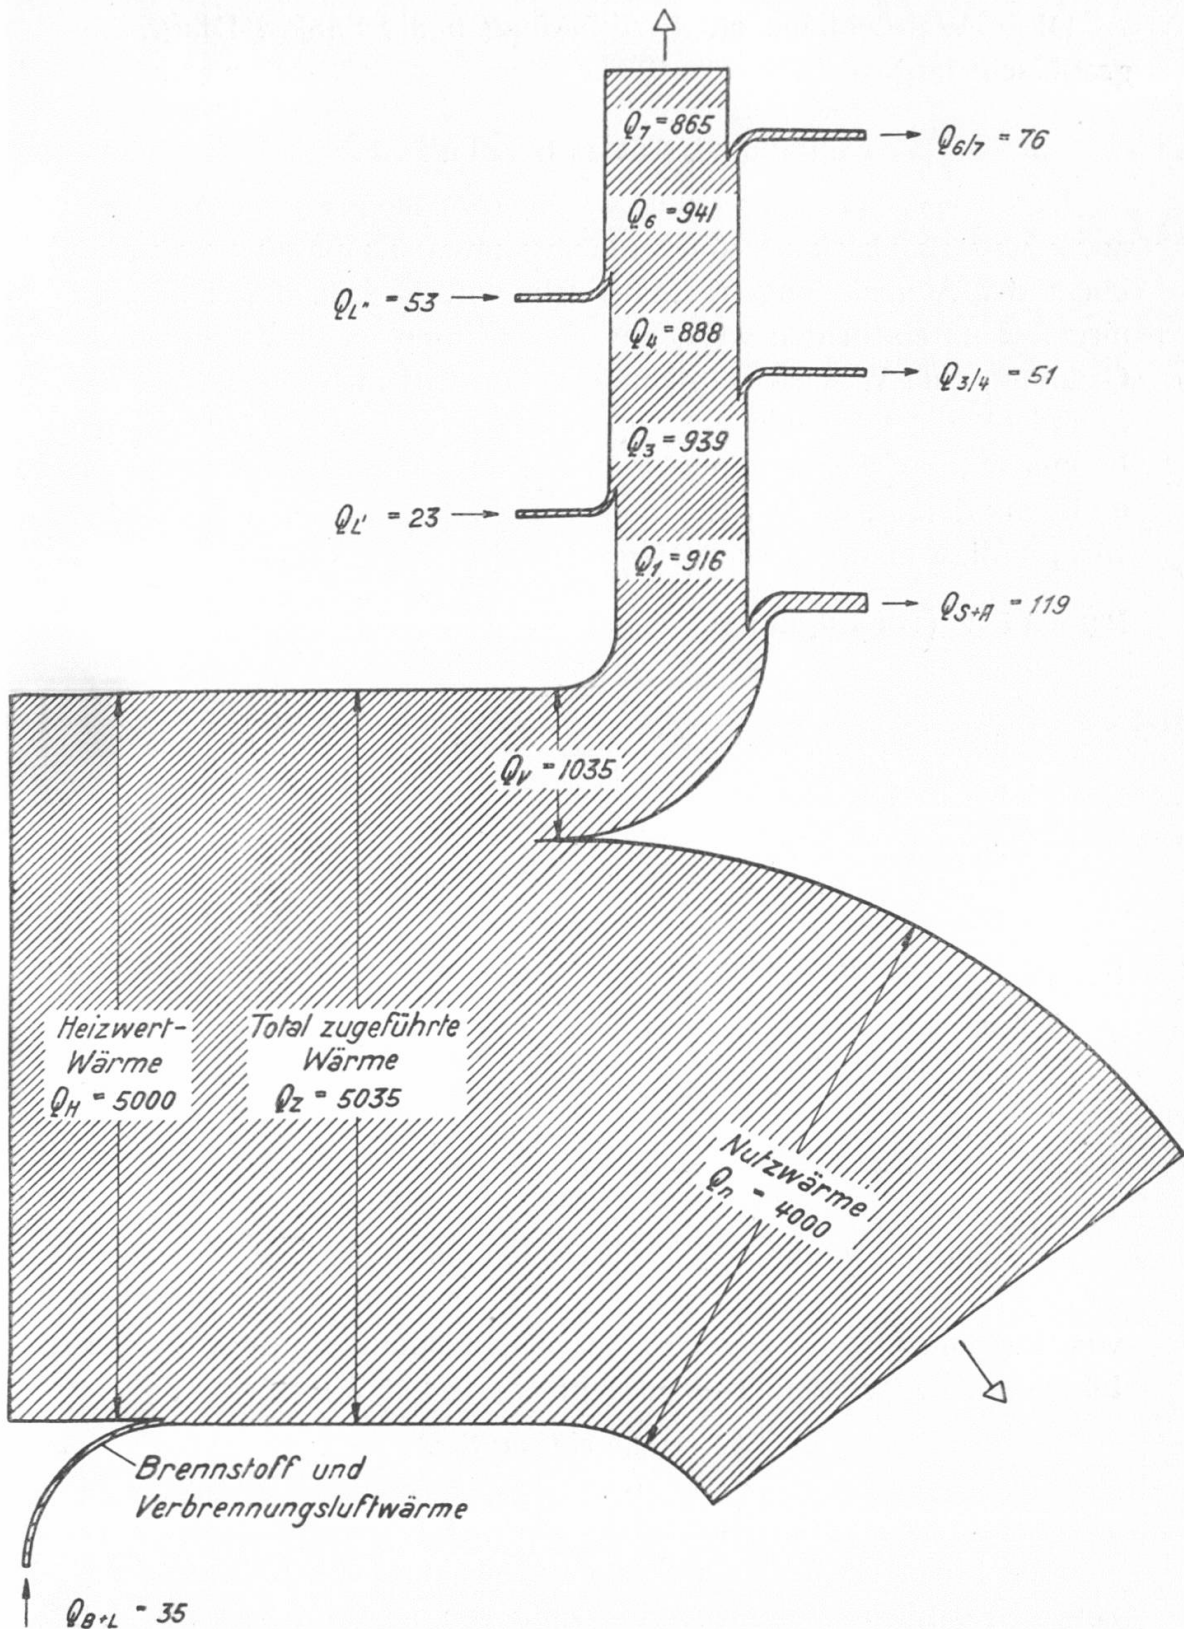 Q7 = 865
Q6/7 = 76
Q6 = 941
QL" = 53
Q4 = 888
Q3/4 = 51
Q3 = 939
QL' = 23
Q1 = 916
QS+A = 119
QV = 1035
Heizwert-
Wärme
QH = 5000
Total zugeführte
Wärme
QZ = 5035
Nutzwärme
Qn = 4000
Brennstoff und
Verbrennungsluftwärme
QB+L = 35